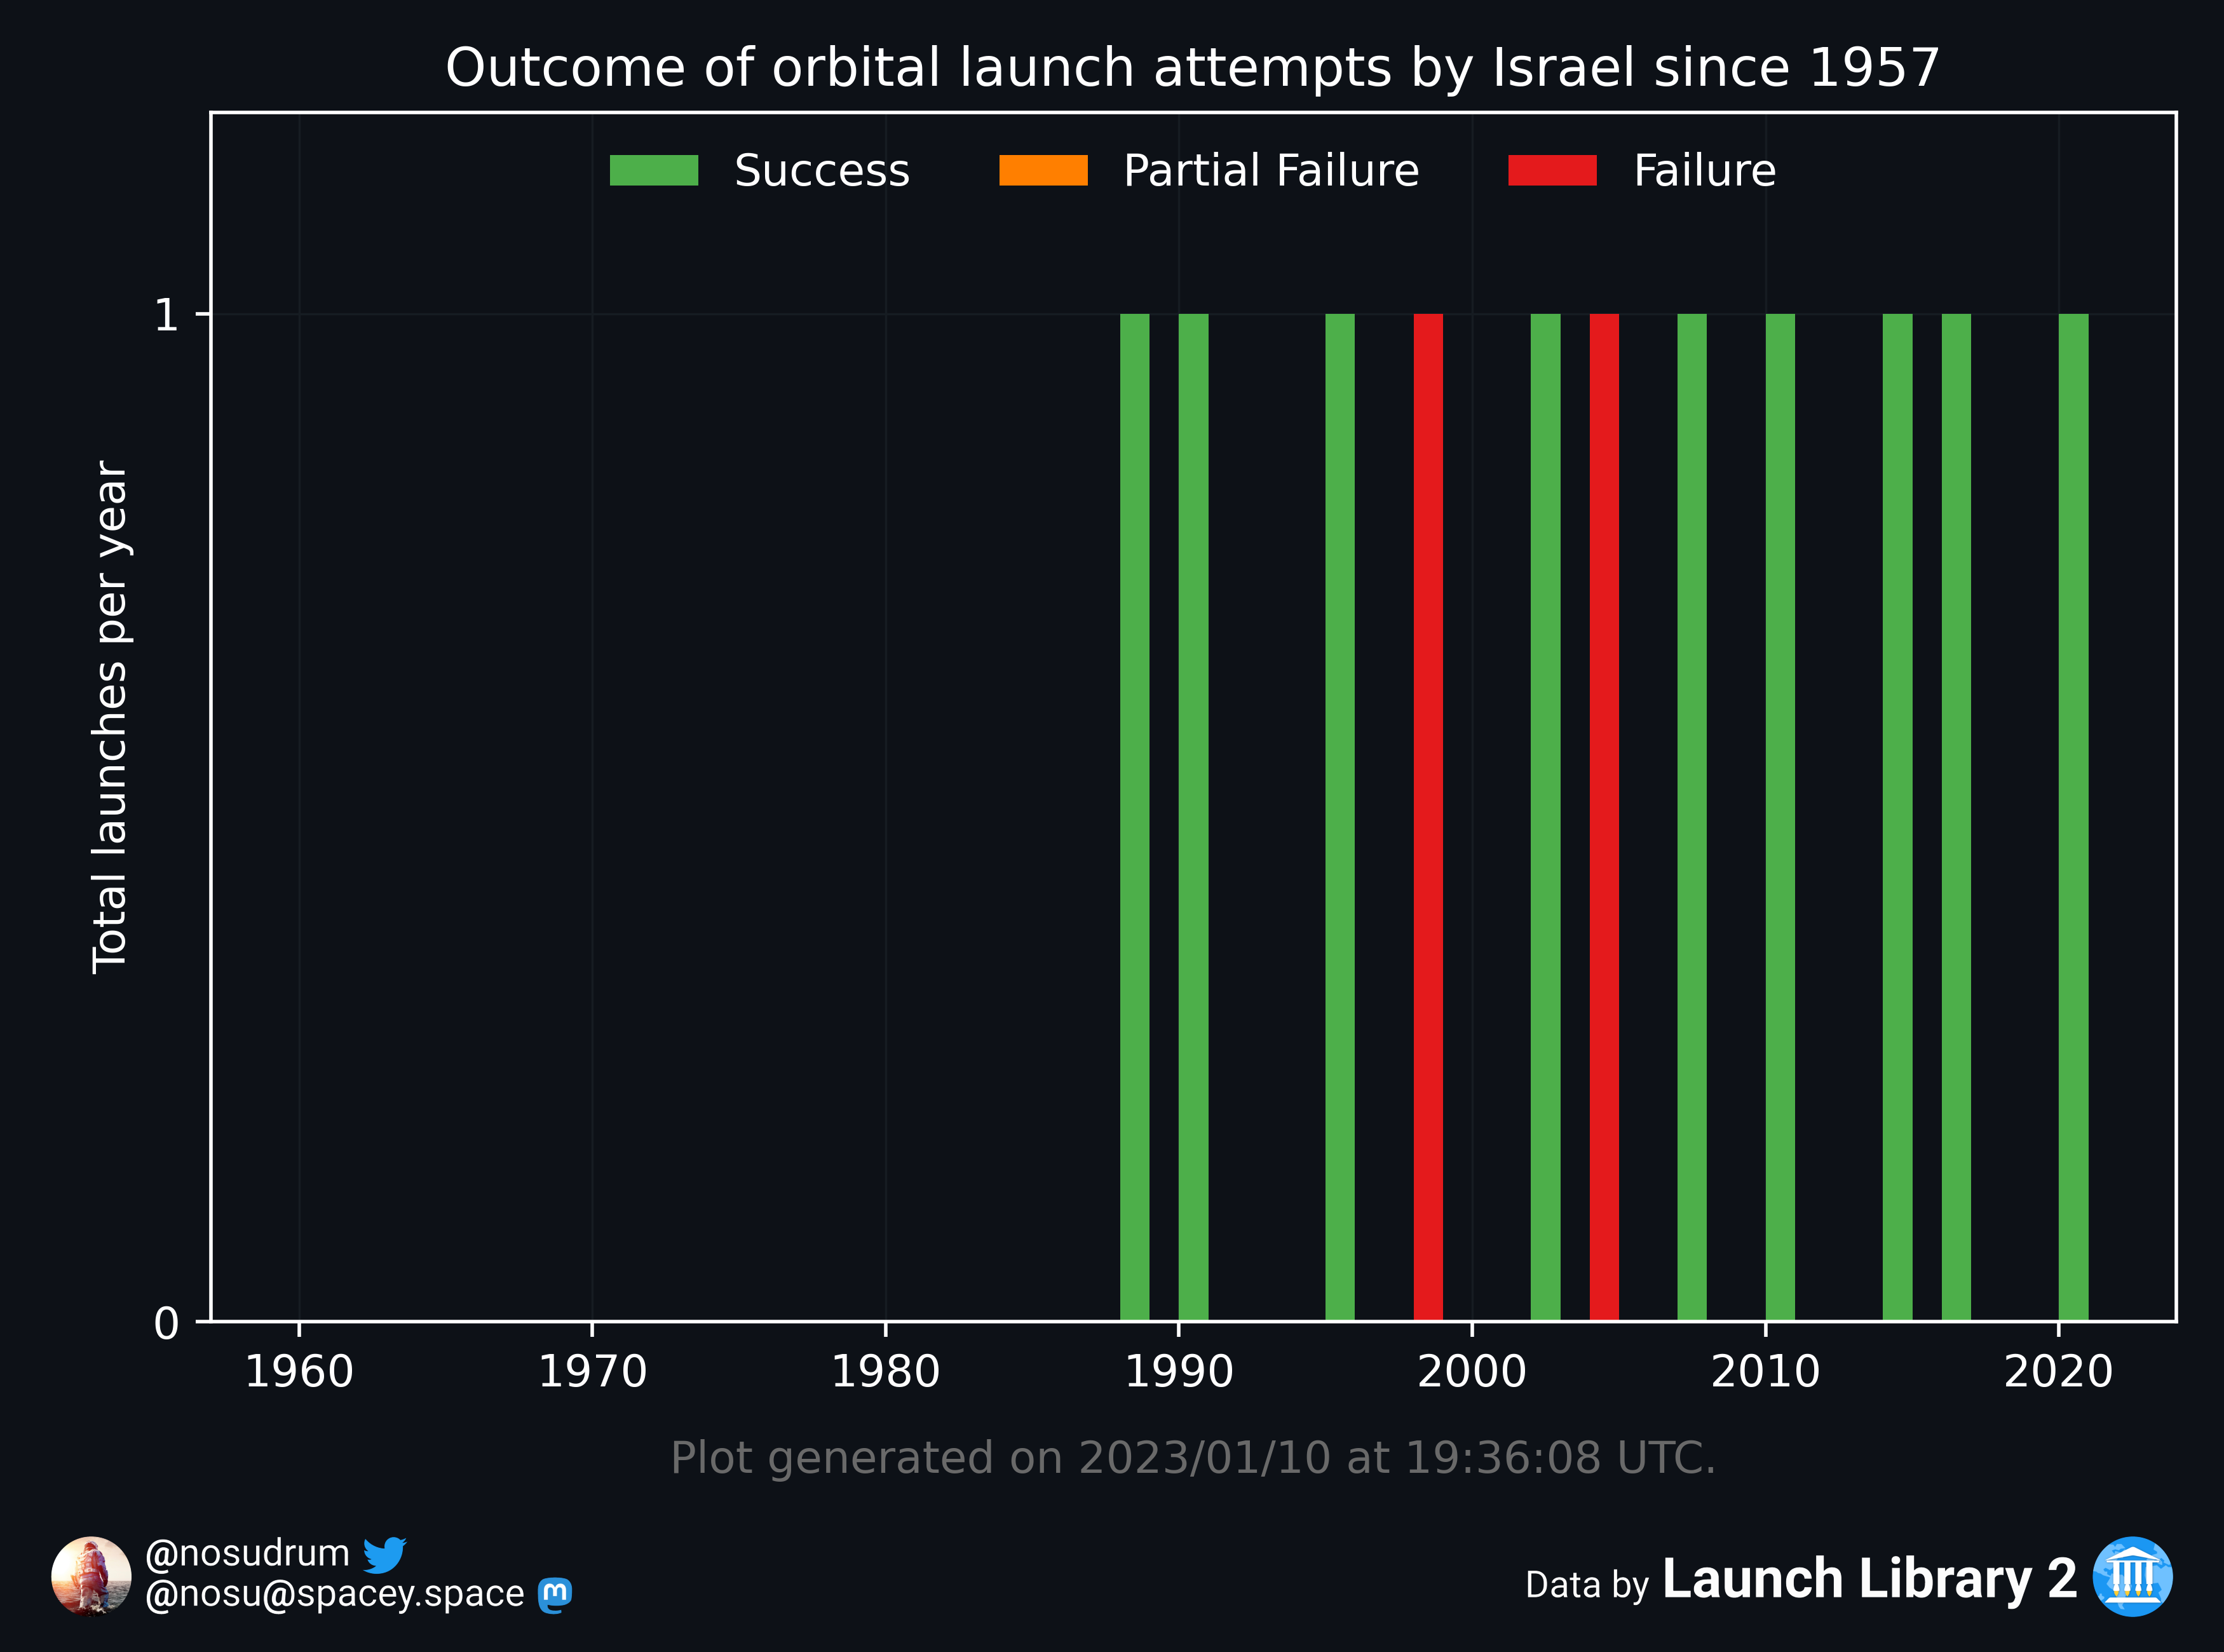 Outcome of orbital launch attempts by Israel since 1957
Success Partial Failure Failure
Total launches per year
1
0
1960 1970 1980 1990 2000 2010 2020
Plot generated on 2023/01/10 at 19:36:08 UTC.
@nosudrum
@nosu@spacey.space
Data by Launch Library 2